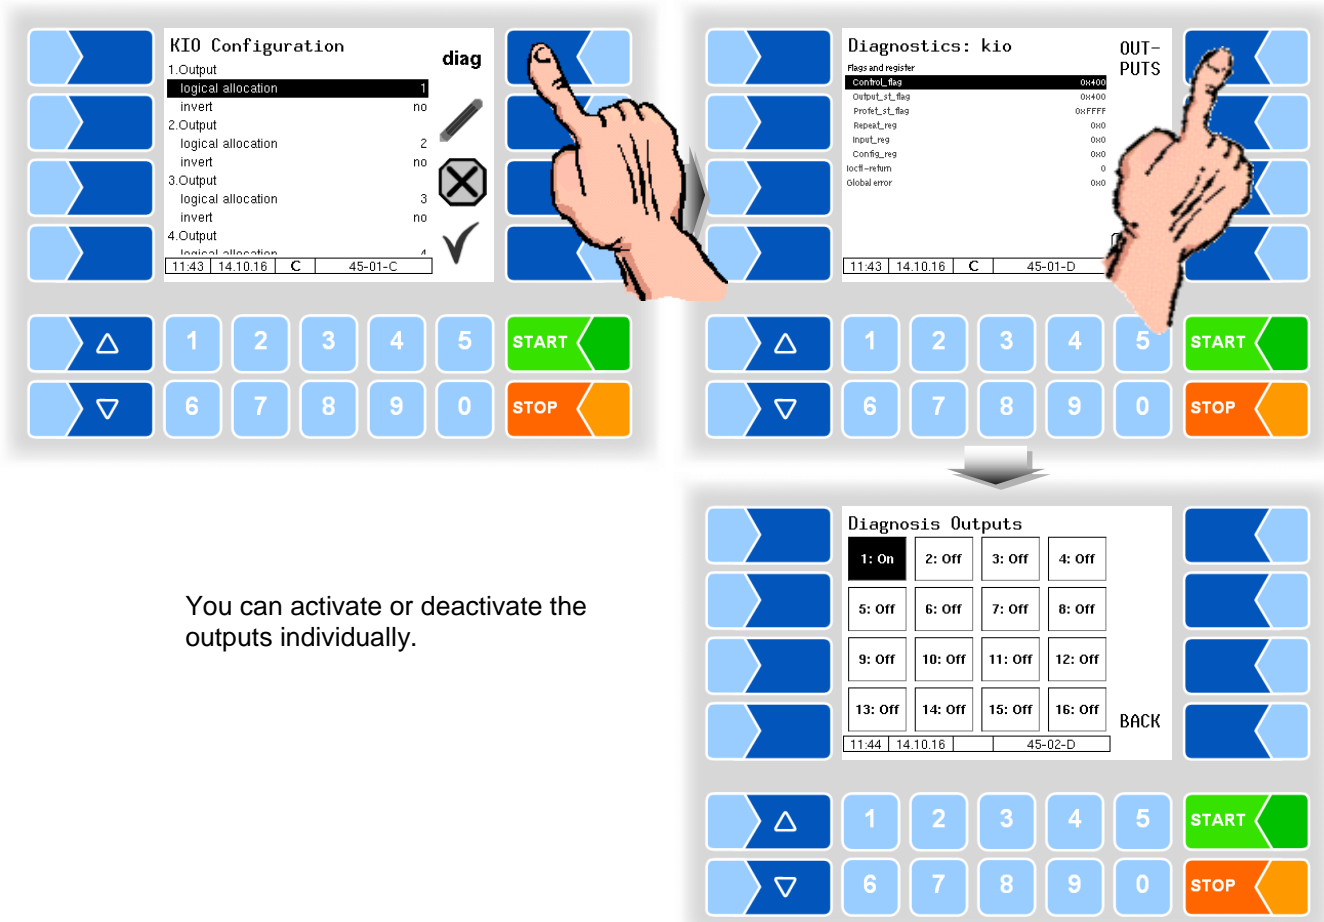 KIO Configuration
diag
1.Output
logical allocation 1
invert no
2.Output
logical allocation 2
invert no
3.Output
logical allocation 3
invert no
4.Output
logical allocation 4
11:43 14.10.16 C 45-01-C
1 2 3 4 5 START
6 7 8 9 0 STOP
Diagnostics: kio
OUT-
PUTS
Flags and register
Control_flag 0x400
Output_st_flag 0x400
Profet_st_flag 0xFFFF
Repeat_reg 0x0
Input_reg 0x0
Config_reg 0x0
ioctl-return 0
Global error 0x0
11:43 14.10.16 C 45-01-D
1 2 3 4 5 START
6 7 8 9 0 STOP
You can activate or deactivate the
outputs individually.
Diagnosis Outputs
1: On 2: Off 3: Off 4: Off
5: Off 6: Off 7: Off 8: Off
9: Off 10: Off 11: Off 12: Off
13: Off 14: Off 15: Off 16: Off
BACK
11:44 14.10.16 45-02-D
1 2 3 4 5 START
6 7 8 9 0 STOP